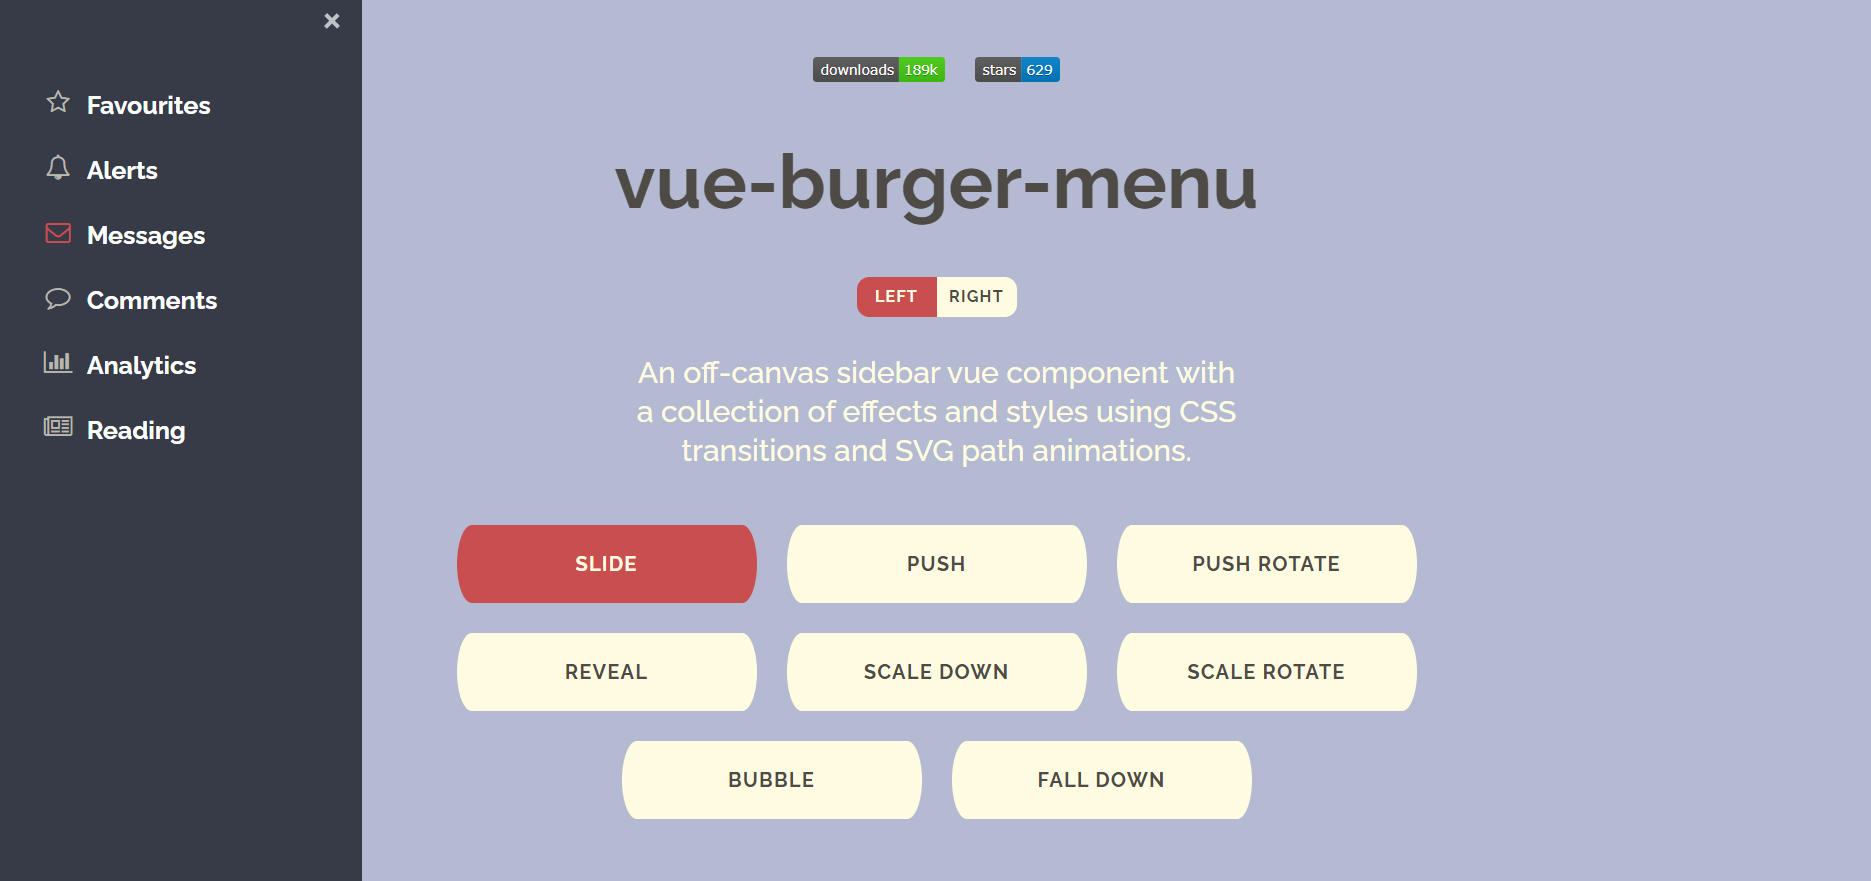 Favourites
Alerts
Messages
Comments
Analytics
Reading
downloads 189k stars 629
vue-burger-menu
LEFT RIGHT
An off-canvas sidebar vue component with
a collection of effects and styles using CSS
transitions and SVG path animations.
SLIDE PUSH PUSH ROTATE
REVEAL SCALE DOWN SCALE ROTATE
BUBBLE FALL DOWN